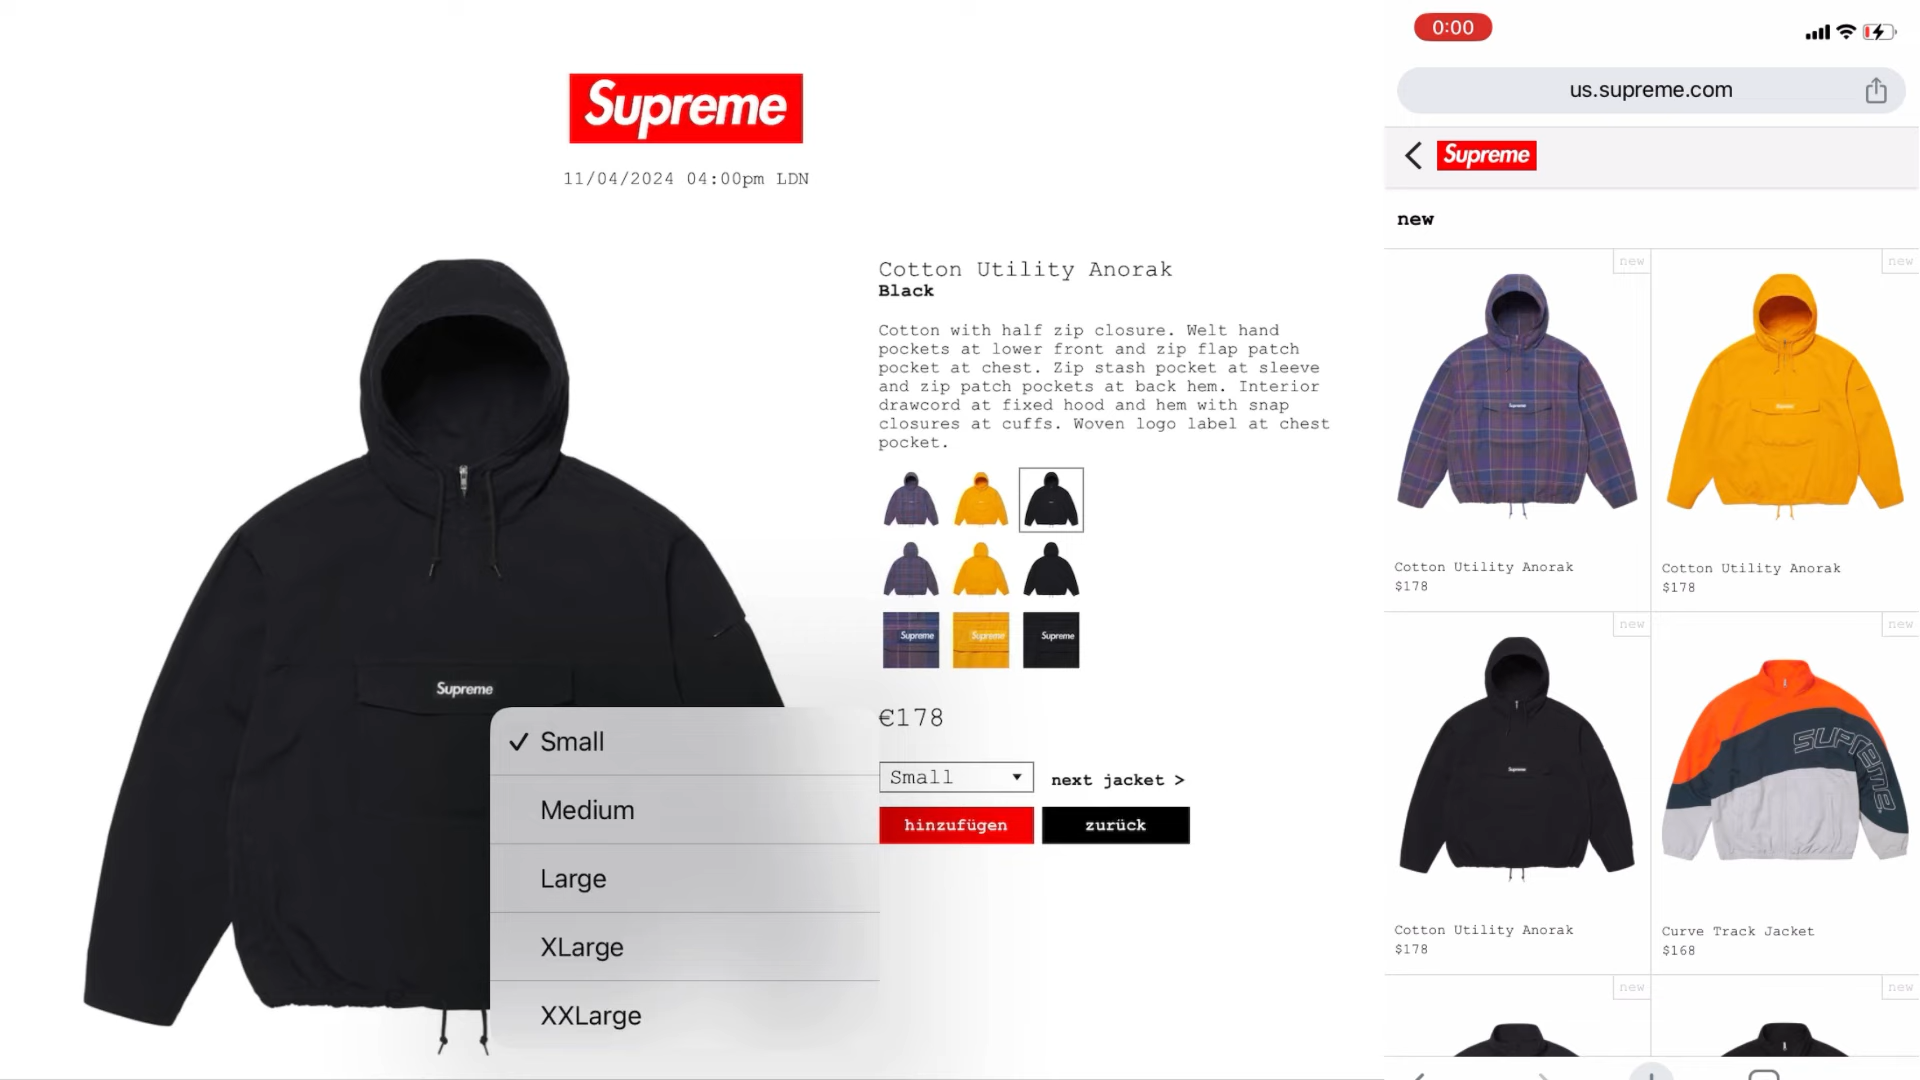 Supreme
11/04/2024 04:00pm LDN
Cotton Utility Anorak
Black
Cotton with half zip closure. Welt hand
pockets at lower front and zip flap patch
pocket at chest. Zip stash pocket at sleeve
and zip patch pockets at back hem. Interior
drawcord at fixed hood and hem with snap
closures at cuffs. Woven logo label at chest
pocket.
Supreme
Supreme
Supreme
Supreme
€178
Small
next jacket >
hinzufügen
zurück
✓ Small
Medium
Large
XLarge
XXLarge
0:00
us.supreme.com
Supreme
new
new
new
Supreme
Supreme
Cotton Utility Anorak
$178
Cotton Utility Anorak
$178
new
new
Supreme
SUPREME
Cotton Utility Anorak
$178
Curve Track Jacket
$168
new
new